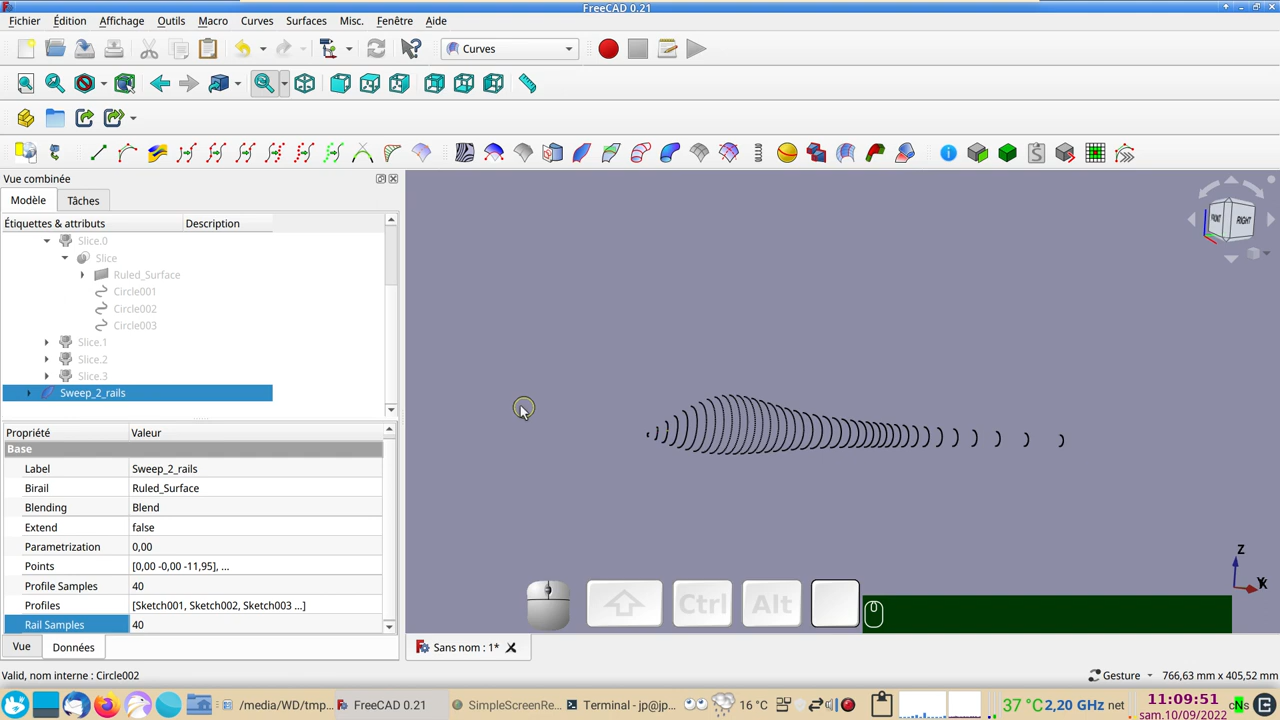 FreeCAD 0.21
Fichier Édition Affichage Outils Macro Curves Surfaces Misc. Fenêtre Aide
Curves
Vue combinée
Modèle Tâches
Étiquettes & attributs Description
Slice.0
Slice
Ruled_Surface
Circle001
Circle002
Circle003
Slice.1
Slice.2
Slice.3
Sweep_2_rails
Propriété Valeur
Base
Label Sweep_2_rails
Birail Ruled_Surface
Blending Blend
Extend false
Parametrization 0,00
Points [0,00 -0,00 -11,95], ...
Profile Samples 40
Profiles [Sketch001, Sketch002, Sketch003 ...]
Rail Samples 40
Vue Données
FRONT RIGHT
Z
Ctrl Alt
Sans nom : 1*
Valid, nom interne : Circle002
Gesture 766,63 mm x 405,52 mm
/media/WD/tmp... FreeCAD 0.21 SimpleScreenRe... Terminal - jp@jp... 16 °C 37 °C 2,20 GHz net 11:09:51
sam.10/09/2022